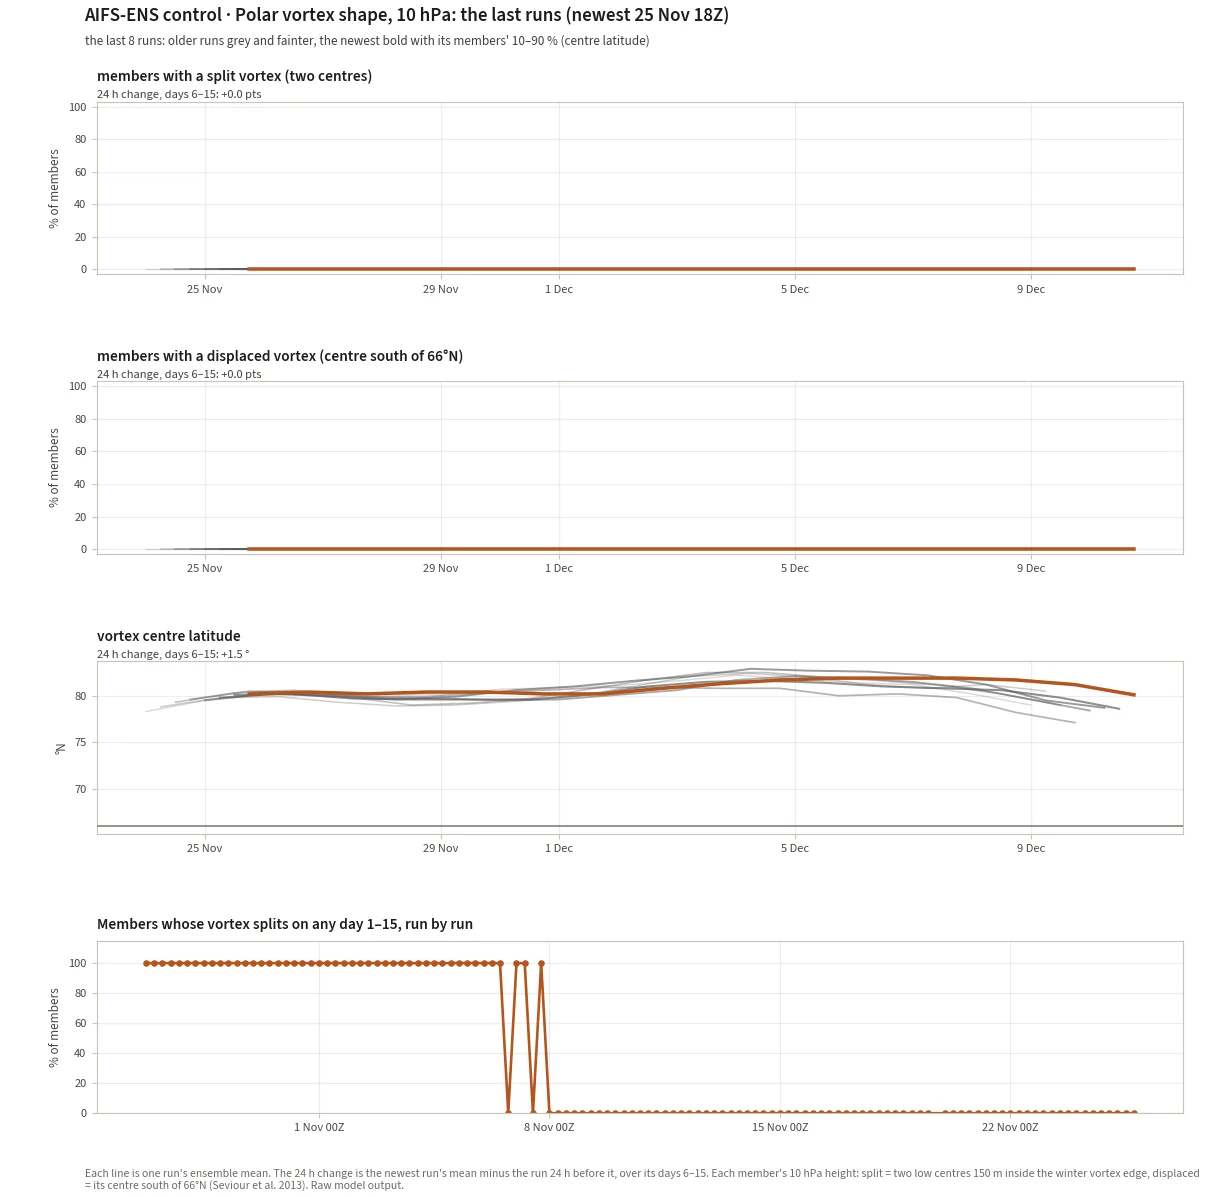 AIFS-ENS control · Polar vortex shape, 10 hPa: the last runs (newest 25 Nov 18Z)
the last 8 runs: older runs grey and fainter, the newest bold with its members' 10–90 % (centre latitude)
members with a split vortex (two centres)
24 h change, days 6–15: +0.0 pts
100
80
60
40
20
0
% of members
25 Nov
29 Nov
1 Dec
5 Dec
9 Dec
members with a displaced vortex (centre south of 66°N)
24 h change, days 6–15: +0.0 pts
100
80
60
40
20
0
% of members
25 Nov
29 Nov
1 Dec
5 Dec
9 Dec
vortex centre latitude
24 h change, days 6–15: +1.5 °
80
75
70
°N
25 Nov
29 Nov
1 Dec
5 Dec
9 Dec
Members whose vortex splits on any day 1–15, run by run
100
80
60
40
20
0
% of members
1 Nov 00Z
8 Nov 00Z
15 Nov 00Z
22 Nov 00Z
Each line is one run's ensemble mean. The 24 h change is the newest run's mean minus the run 24 h before it, over its days 6–15. Each member's 10 hPa height: split = two low centres 150 m inside the winter vortex edge, displaced
= its centre south of 66°N (Seviour et al. 2013). Raw model output.